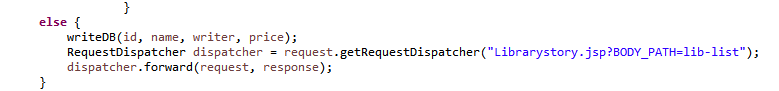 }
else {
writeDB(id, name, writer, price);
RequestDispatcher dispatcher = request.getRequestDispatcher("Librarystory.jsp?BODY_PATH=lib-list");
dispatcher.forward(request, response);
}